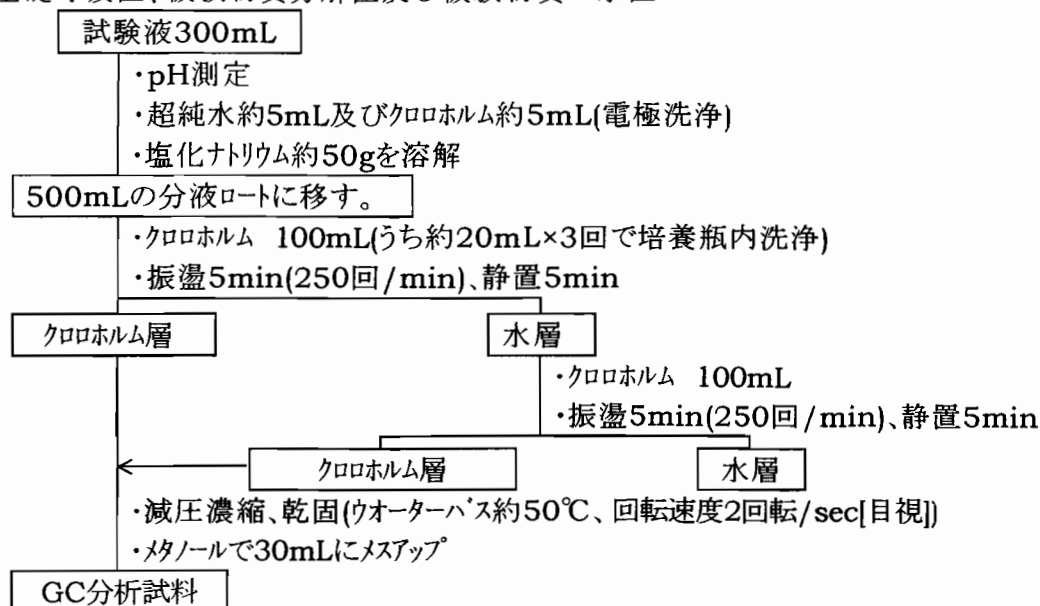 試験液300mL
・pH測定
・超純水約5mL及びクロロホルム約5mL(電極洗浄)
・塩化ナトリウム約50gを溶解
500mLの分液ロートに移す。
・クロロホルム 100mL(うち約20mL×3回で培養瓶内洗浄)
・振盪5min(250回/min)、静置5min
クロロホルム層 水層
・クロロホルム 100mL
・振盪5min(250回/min)、静置5min
クロロホルム層 水層
・減圧濃縮、乾固(ウオーターバス約50℃、回転速度2回転/sec[目視])
・メタノールで30mLにメスアップ
GC分析試料